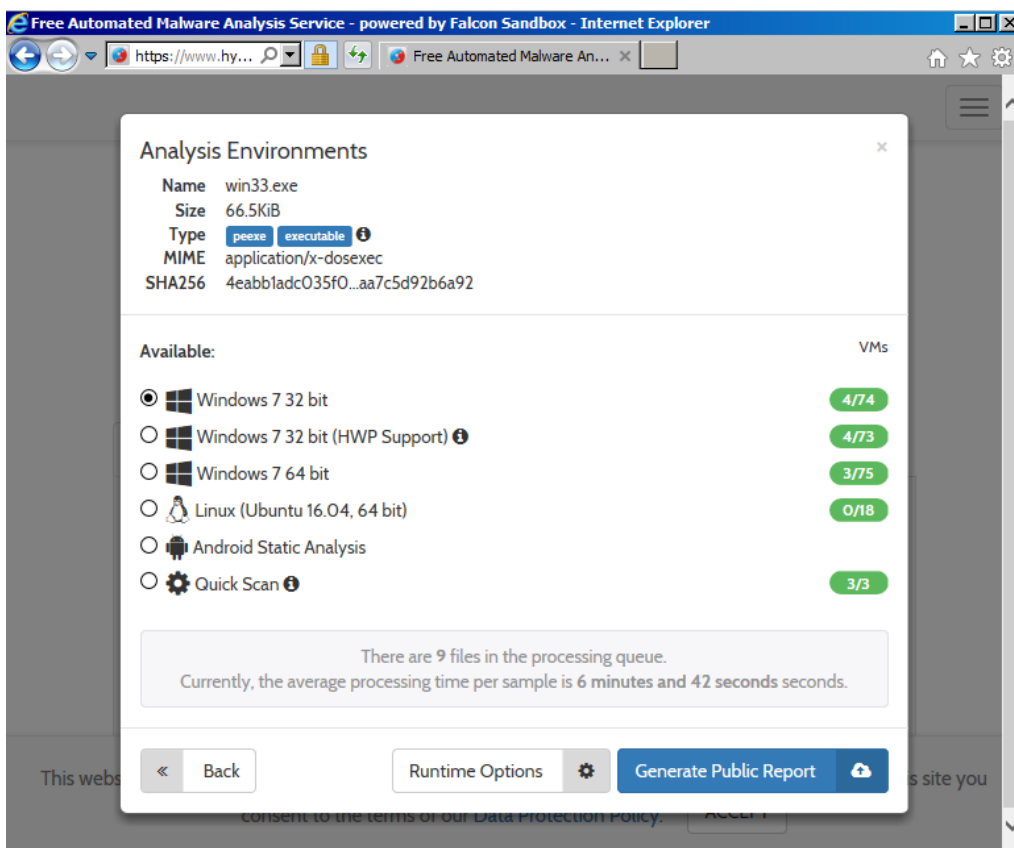 Free Automated Malware Analysis Service - powered by Falcon Sandbox - Internet Explorer
https://www.hy... Free Automated Malware An...
Analysis Environments
Name win33.exe
Size 66.5KiB
Type peexe executable
MIME application/x-dosexec
SHA256 4eabb1adc035f0...aa7c5d92b6a92
Available: VMs
Windows 7 32 bit 4/74
Windows 7 32 bit (HWP Support) 4/73
Windows 7 64 bit 3/75
Linux (Ubuntu 16.04, 64 bit) 0/18
Android Static Analysis
Quick Scan 3/3
There are 9 files in the processing queue.
Currently, the average processing time per sample is 6 minutes and 42 seconds seconds.
« Back Runtime Options Generate Public Report
This webs s site you
consent to the terms of our Data Protection Policy. ACCEPT